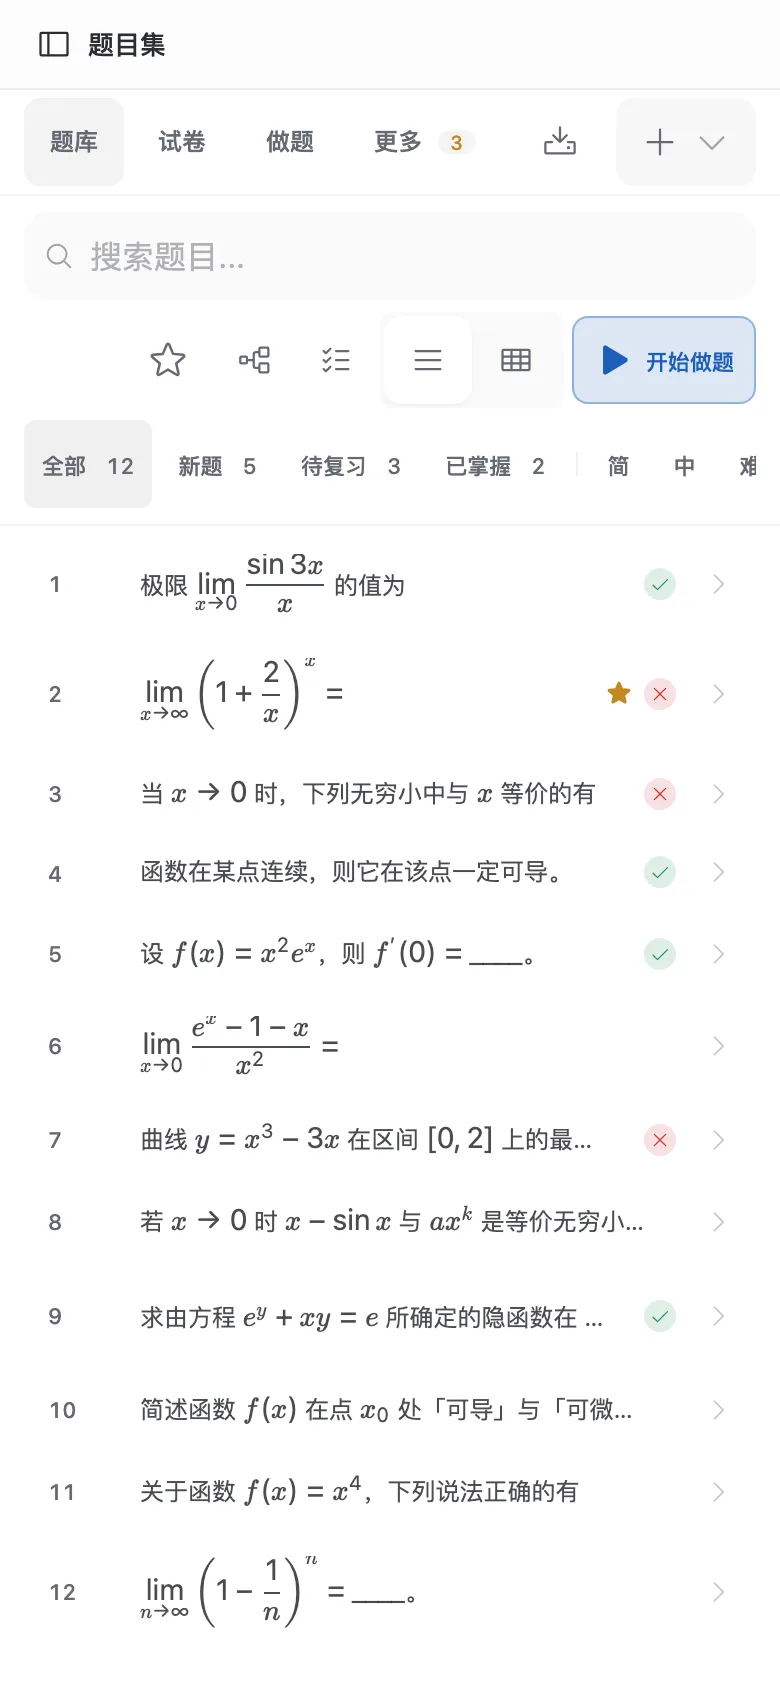 题目集
题库 试卷 做题 更多 3
搜索题目...
开始做题
全部 12 新题 5 待复习 3 已掌握 2 简 中 难
1 极限 lim x→0 sin 3x / x 的值为
2 lim x→∞ (1 + 2/x)^x =
3 当 x → 0 时，下列无穷小中与 x 等价的有
4 函数在某点连续，则它在该点一定可导。
5 设 f(x) = x²eˣ，则 f′(0) = ____。
6 lim x→0 (eˣ − 1 − x) / x² =
7 曲线 y = x³ − 3x 在区间 [0, 2] 上的最...
8 若 x → 0 时 x − sin x 与 axᵏ 是等价无穷小...
9 求由方程 eʸ + xy = e 所确定的隐函数在 ...
10 简述函数 f(x) 在点 x₀ 处「可导」与「可微...
11 关于函数 f(x) = x⁴，下列说法正确的有
12 lim n→∞ (1 − 1/n)^n = ____。